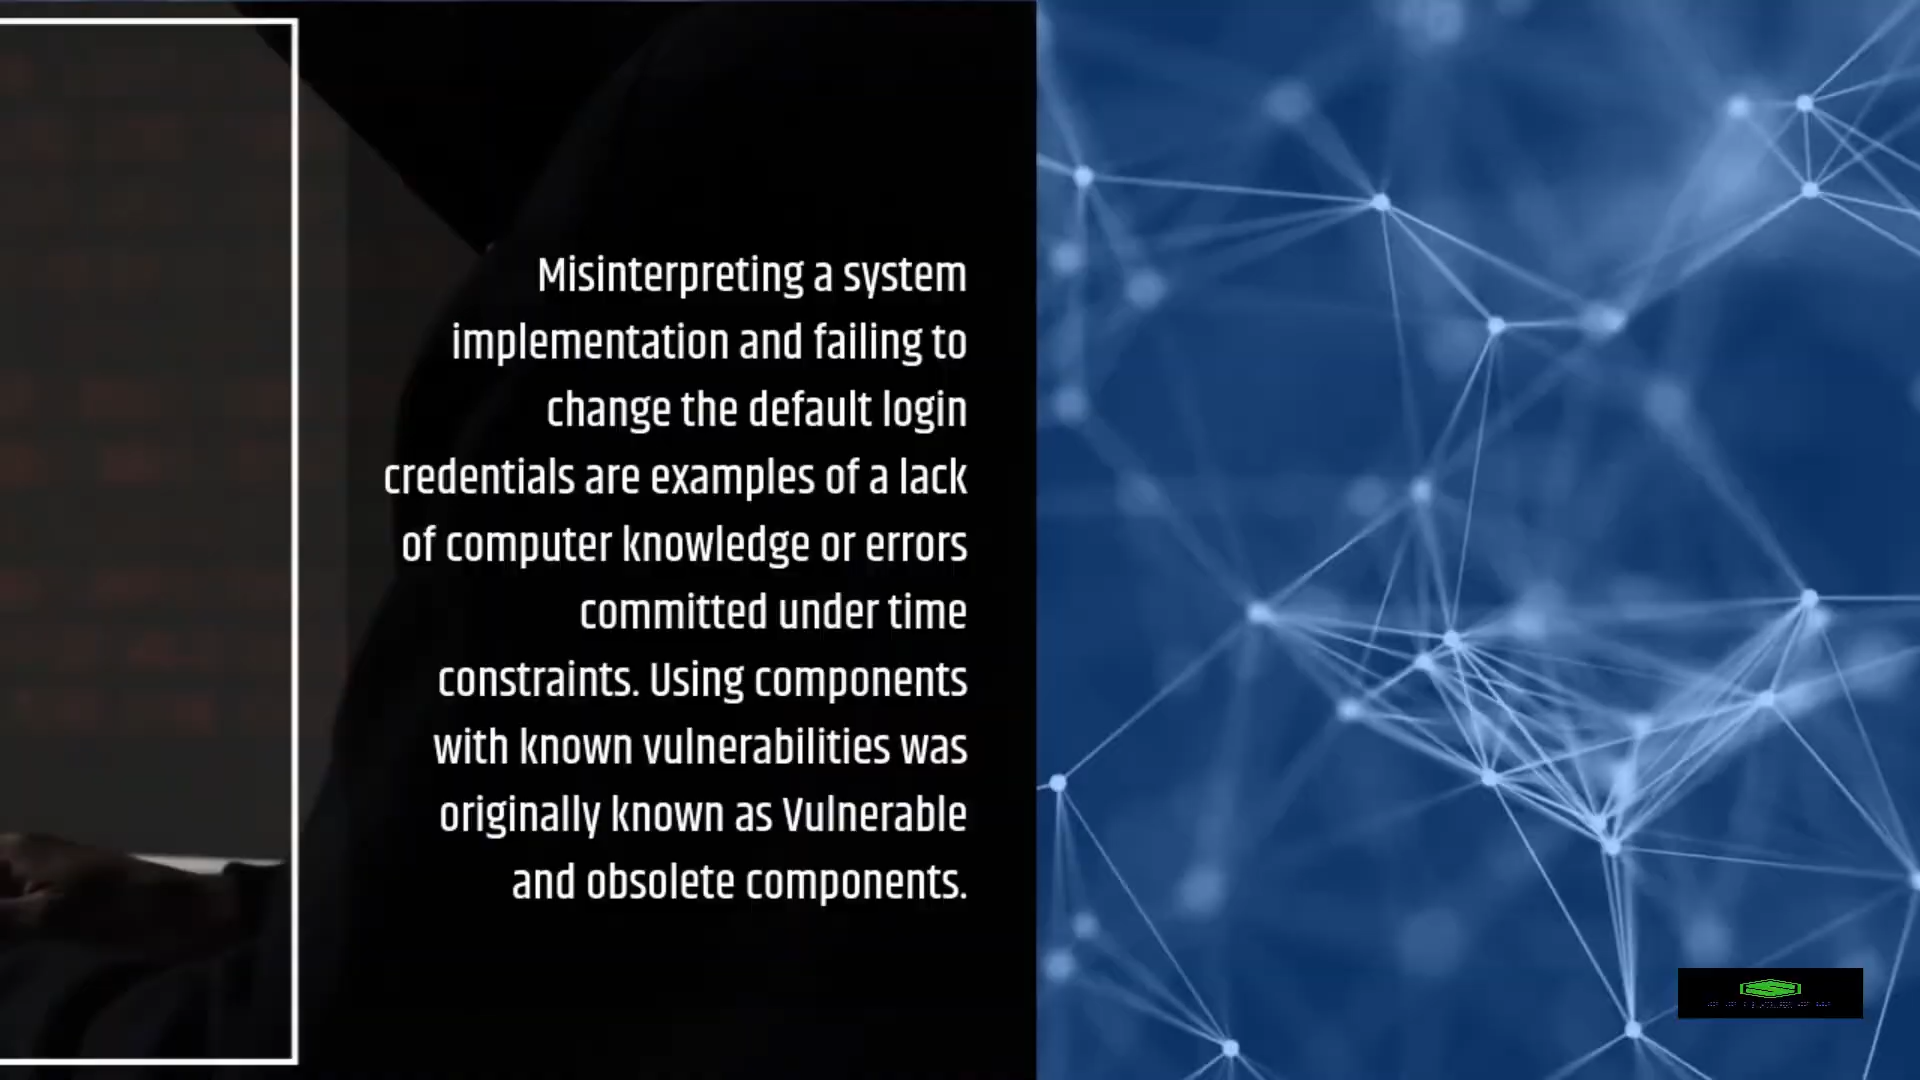 Misinterpreting a system
implementation and failing to
change the default login
credentials are examples of a lack
of computer knowledge or errors
committed under time
constraints. Using components
with known vulnerabilities was
originally known as Vulnerable
and obsolete components.